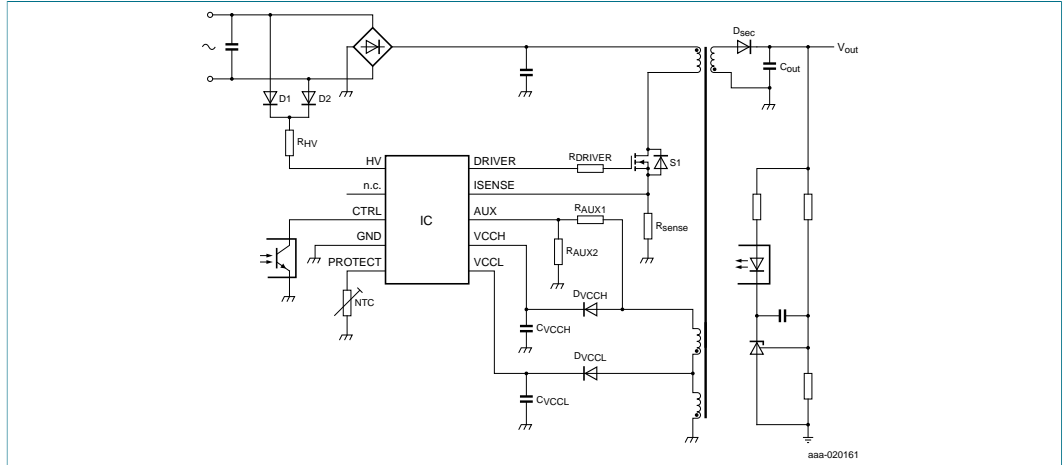 Dsec
Vout
Cout
D1
D2
RHV
HV
DRIVER
RDRIVER
S1
n.c.
ISENSE
CTRL
IC
AUX
RAUX1
Rsense
GND
VCCH
RAUX2
PROTECT
VCCL
NTC
DVCCH
CVCCH
DVCCL
CVCCL
aaa-020161